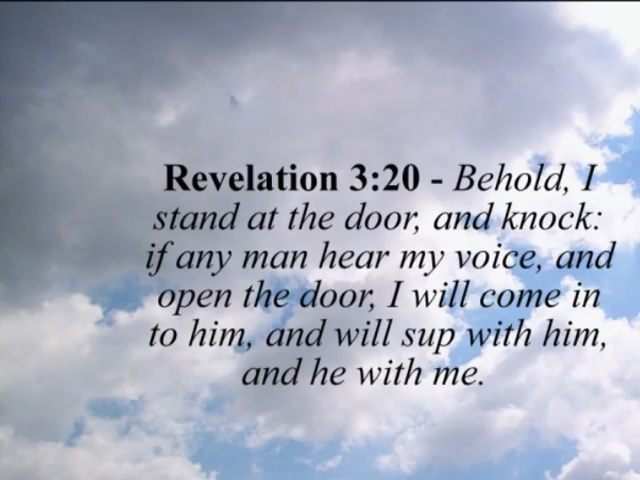 Revelation 3:20 - Behold, I
stand at the door, and knock:
if any man hear my voice, and
open the door, I will come in
to him, and will sup with him,
and he with me.